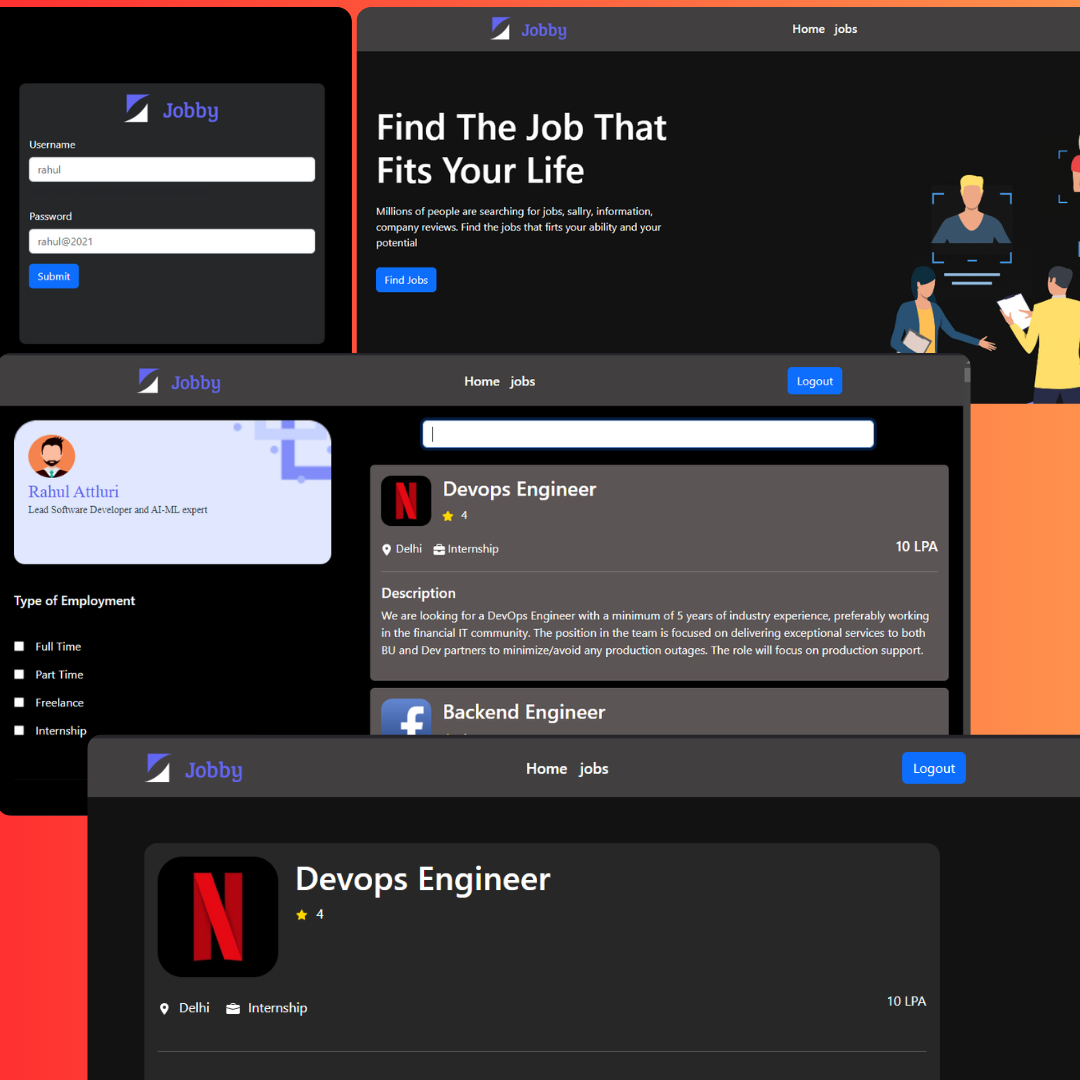 Jobby
Username
rahul
Password
rahul@2021
Submit
Jobby
Home jobs
Find The Job That
Fits Your Life
Millions of people are searching for jobs, sallry, information,
company reviews. Find the jobs that firts your ability and your
potential
Find Jobs
Jobby
Home jobs
Logout
Rahul Attluri
Lead Software Developer and AI-ML expert
Type of Employment
Full Time
Part Time
Freelance
Internship
N
Devops Engineer
4
Delhi Internship
10 LPA
Description
We are looking for a DevOps Engineer with a minimum of 5 years of industry experience, preferably working
in the financial IT community. The position in the team is focused on delivering exceptional services to both
BU and Dev partners to minimize/avoid any production outages. The role will focus on production support.
f
Backend Engineer
Jobby
Home jobs
Logout
N
Devops Engineer
4
Delhi Internship
10 LPA